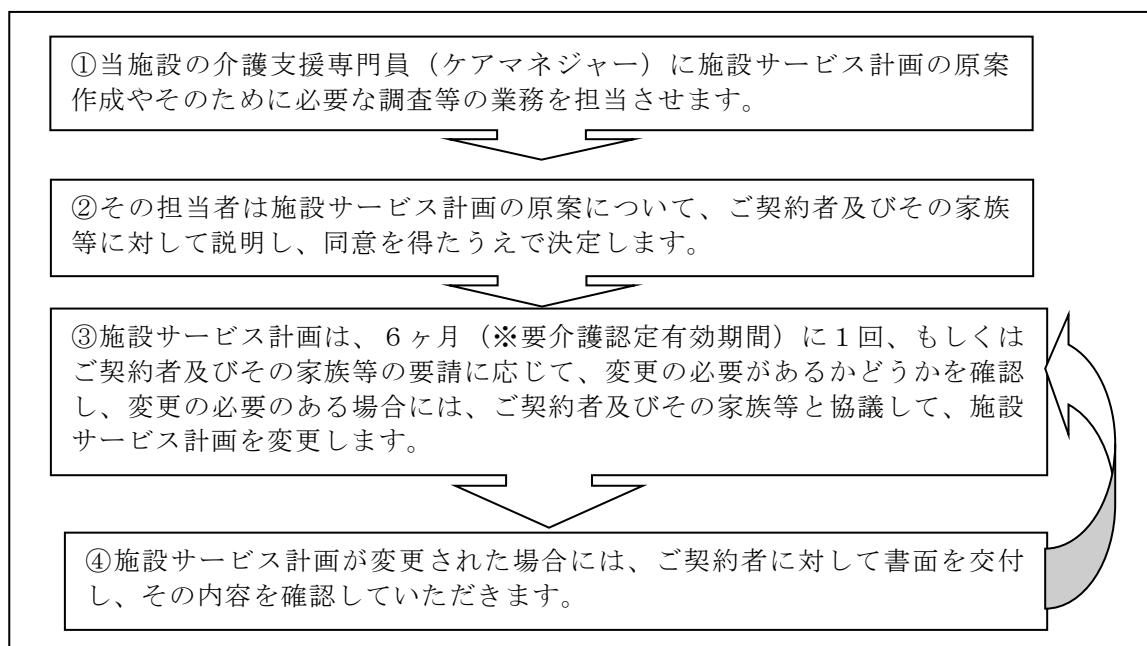 ①当施設の介護支援専門員（ケアマネジャー）に施設サービス計画の原案
作成やそのために必要な調査等の業務を担当させます。
②その担当者は施設サービス計画の原案について、ご契約者及びその家族
等に対して説明し、同意を得たうえで決定します。
③施設サービス計画は、６ヶ月（※要介護認定有効期間）に１回、もしくは
ご契約者及びその家族等の要請に応じて、変更の必要があるかどうかを確認
し、変更の必要のある場合には、ご契約者及びその家族等と協議して、施設
サービス計画を変更します。
④施設サービス計画が変更された場合には、ご契約者に対して書面を交付
し、その内容を確認していただきます。